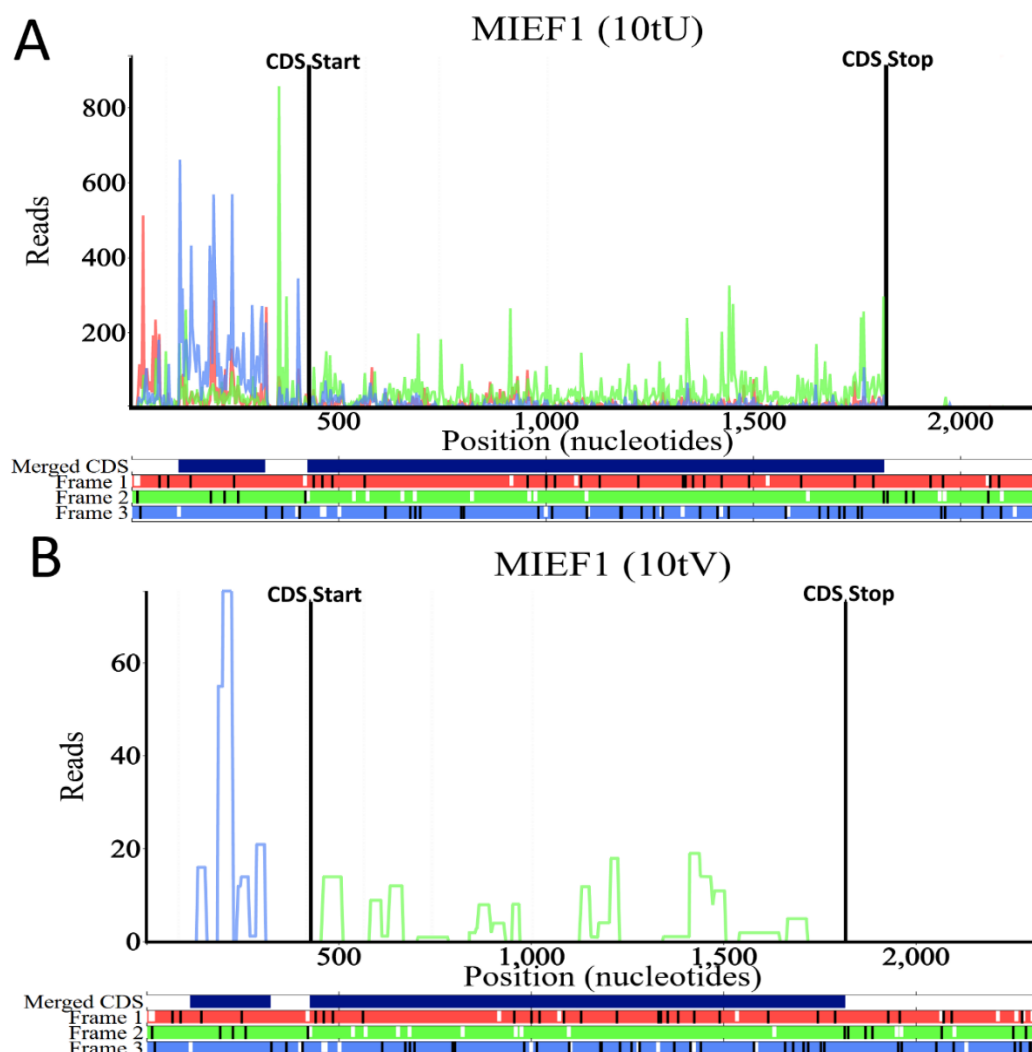 A
MIEF1 (10tU)
CDS Start
CDS Stop
Reads
800
600
400
200
500
1,000
1,500
2,000
Position (nucleotides)
Merged CDS
Frame 1
Frame 2
Frame 3
B
MIEF1 (10tV)
CDS Start
CDS Stop
Reads
60
40
20
0
500
1,000
1,500
2,000
Position (nucleotides)
Merged CDS
Frame 1
Frame 2
Frame 3